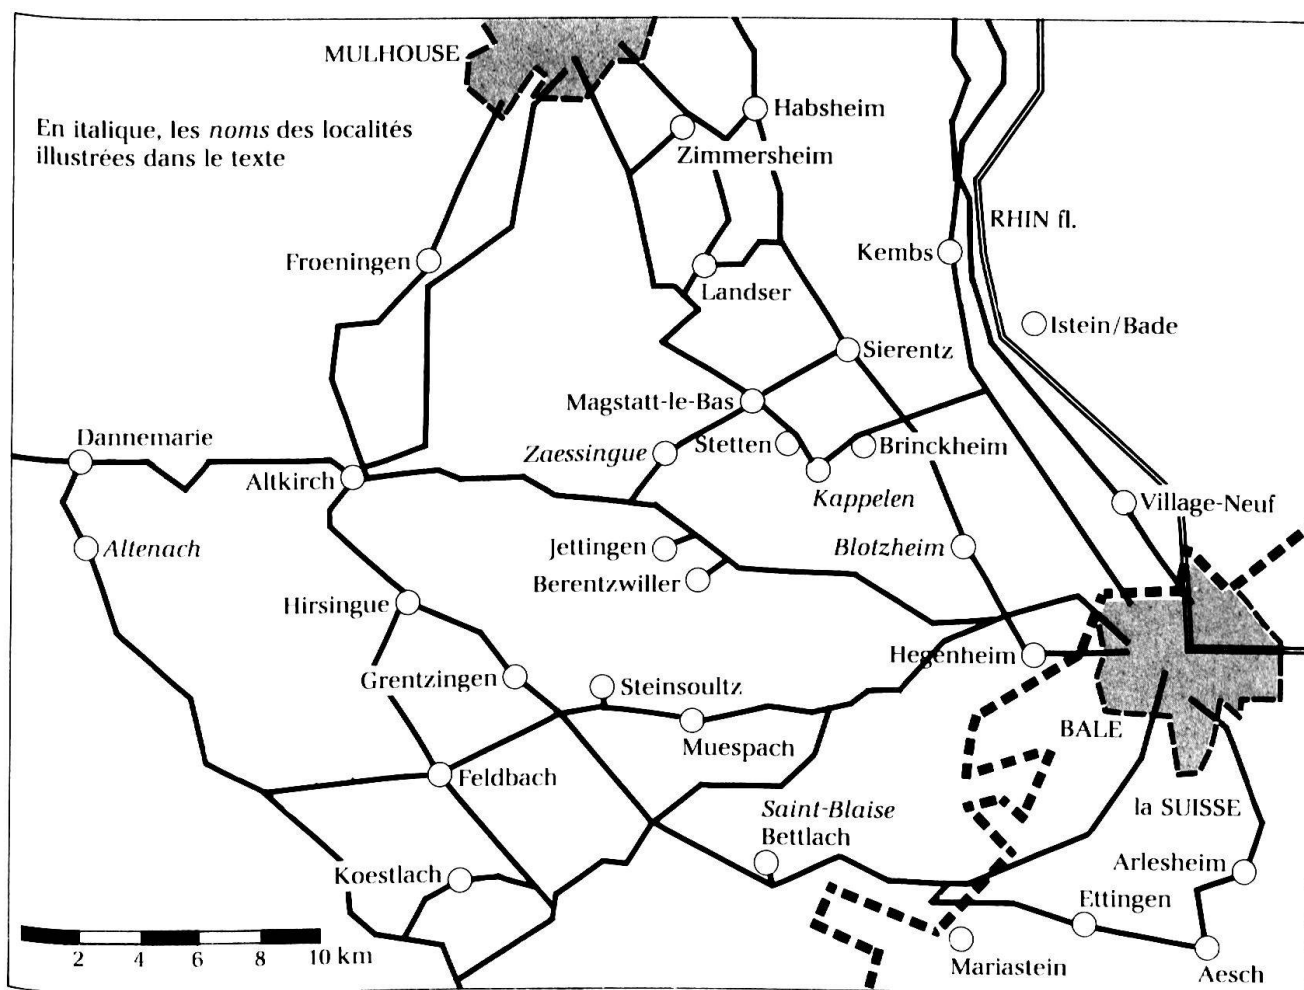 MULHOUSE
En italique, les noms des localités
illustrées dans le texte
Habsheim
Zimmersheim
RHIN fl.
Froeningen
Kembs
Landser
Istein/Bade
Sierentz
Magstatt-le-Bas
Dannemarie
Zaessingue
Stetten
Brinckheim
Altkirch
Kappelen
Village-Neuf
Altenach
Jettingen
Blotzheim
Berentzwiller
Hirsingue
Hegenheim
Grentzingen
Steinsoultz
BALE
Muespach
Feldbach
Saint-Blaise
Bettlach
la SUISSE
Koestlach
Arlesheim
Ettingen
2 4 6 8 10 km
Mariastein
Aesch